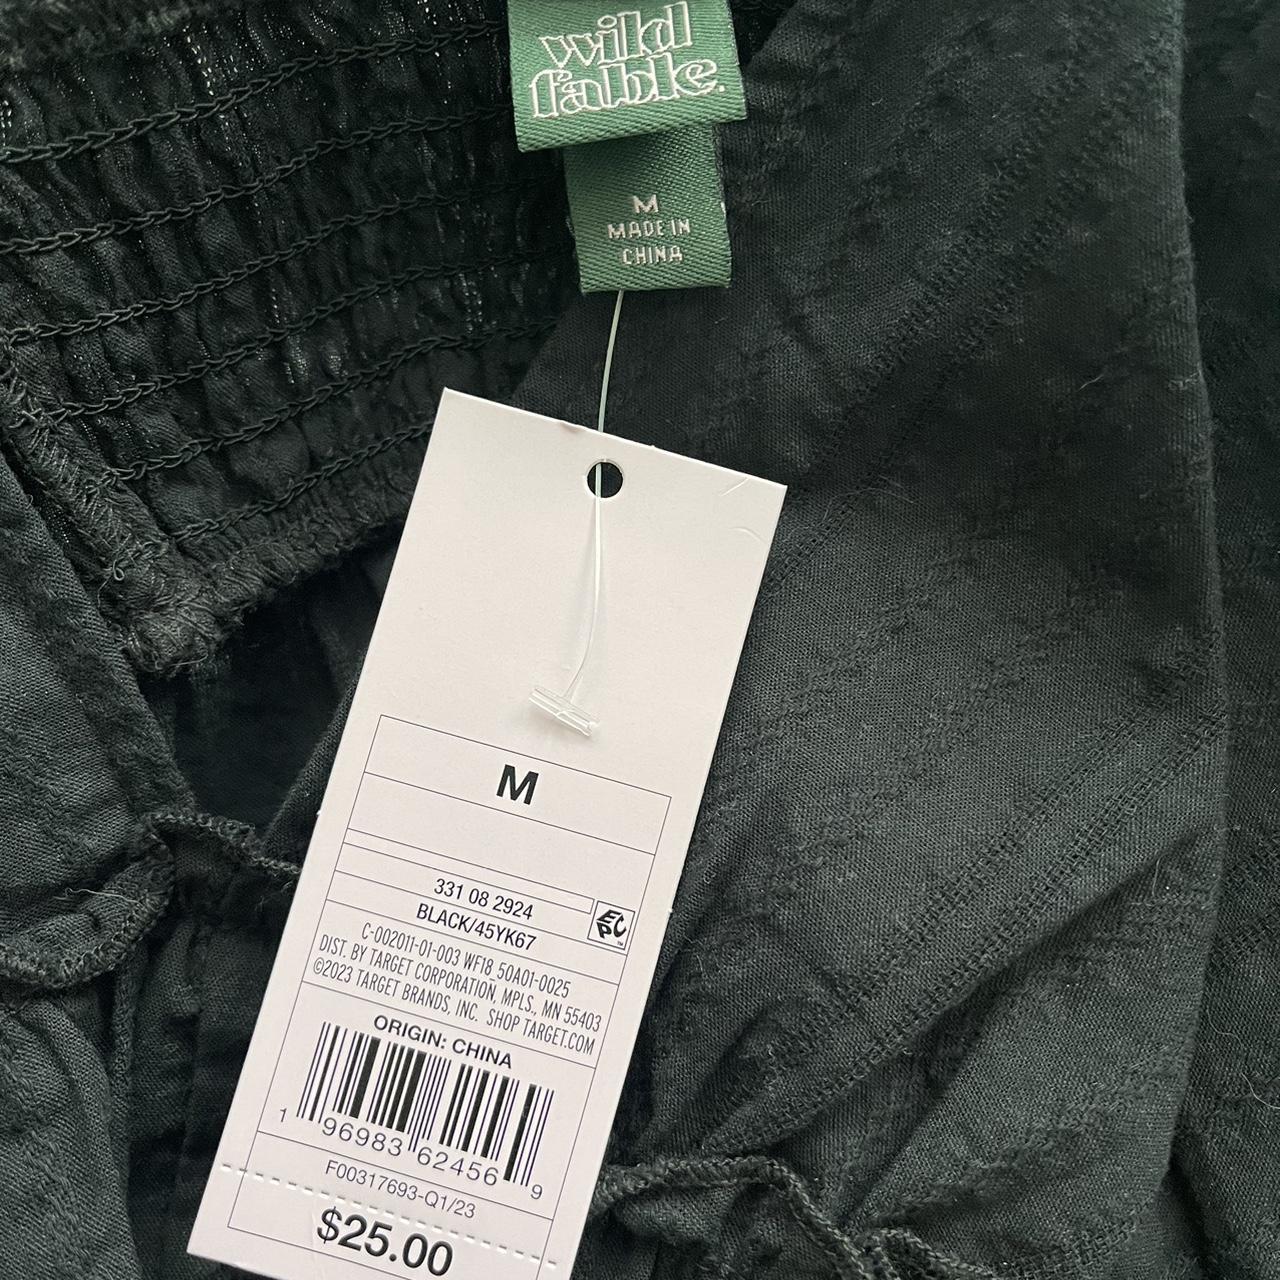 wild
fable.
M
MADE IN
CHINA
M
331 08 2924
BLACK/45YK67
EPC™
C-002011-01-003 WF18_50A01-0025
DIST. BY TARGET CORPORATION, MPLS., MN 55403
©2023 TARGET BRANDS, INC. SHOP TARGET.COM
ORIGIN: CHINA
1 96983 62456 9
F00317693-Q1/23
$25.00